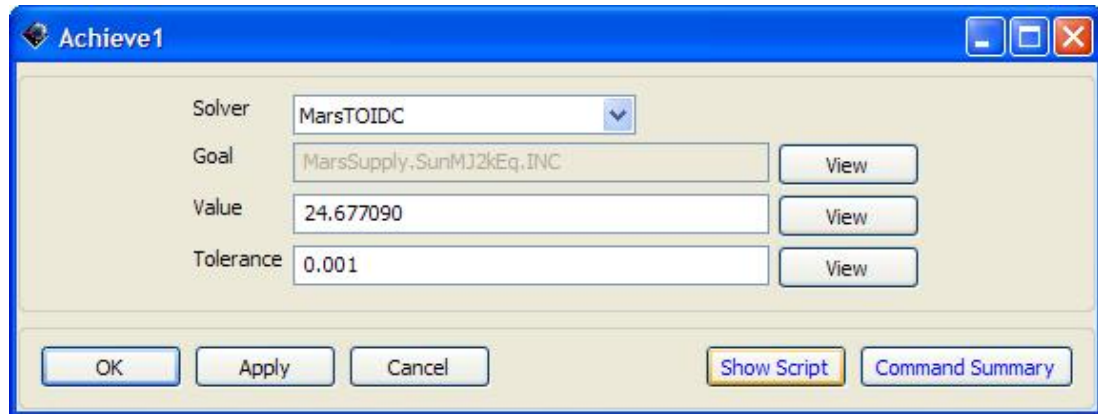 Achieve1
Solver MarsTOIDC
Goal MarsSupply.SunMJ2kEq.INC View
Value 24.677090 View
Tolerance 0.001 View
OK Apply Cancel Show Script Command Summary